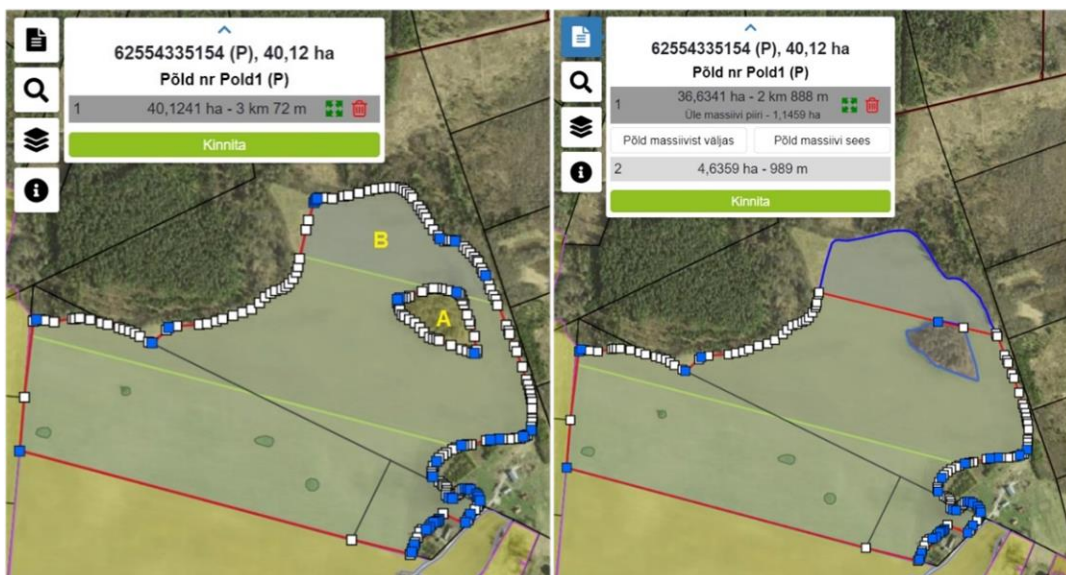 62554335154 (P), 40,12 ha
Põld nr Pold1 (P)
1 40,1241 ha - 3 km 72 m
Kinnita
B
A
62554335154 (P), 40,12 ha
Põld nr Pold1 (P)
1 36,6341 ha - 2 km 888 m
Üle massiivi piiri - 1,1459 ha
Põld massiivist väljas Põld massiivi sees
2 4,6359 ha - 989 m
Kinnita